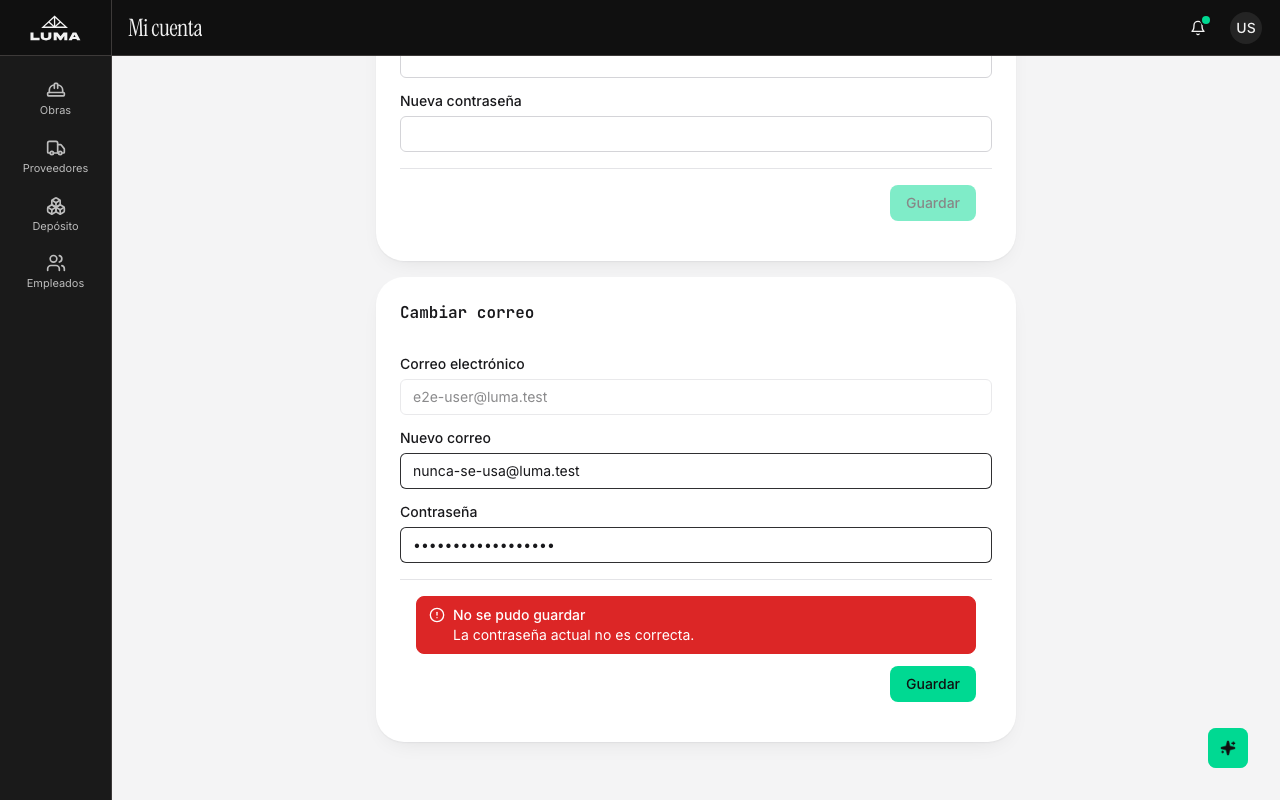 LUMA
Mi cuenta
US
Obras
Proveedores
Depósito
Empleados
Nueva contraseña
Guardar
Cambiar correo
Correo electrónico
e2e-user@luma.test
Nuevo correo
nunca-se-usa@luma.test
Contraseña
••••••••••••••••••
No se pudo guardar
La contraseña actual no es correcta.
Guardar